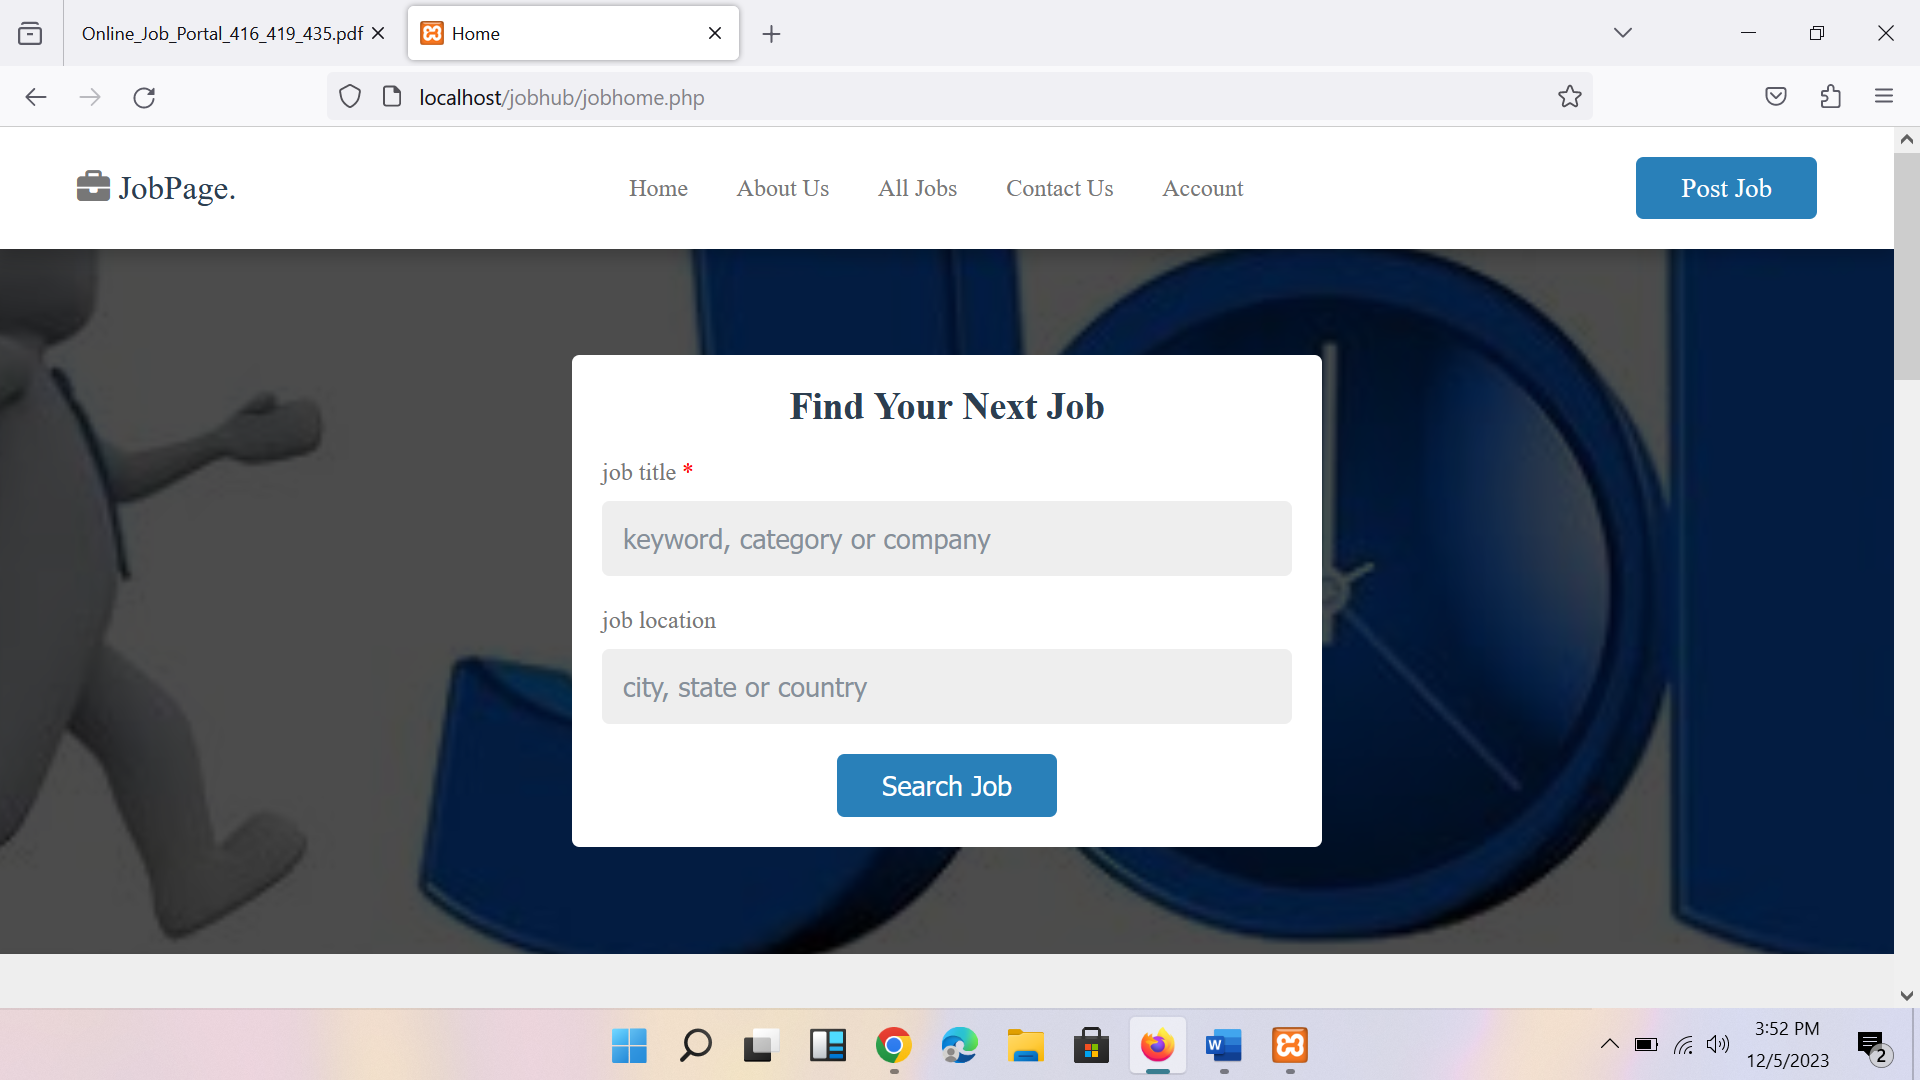 Online_Job_Portal_416_419_435.pdf
Home
localhost/jobhub/jobhome.php
JobPage.
Home
About Us
All Jobs
Contact Us
Account
Post Job
Find Your Next Job
job title *
keyword, category or company
job location
city, state or country
Search Job
3:52 PM
12/5/2023
2